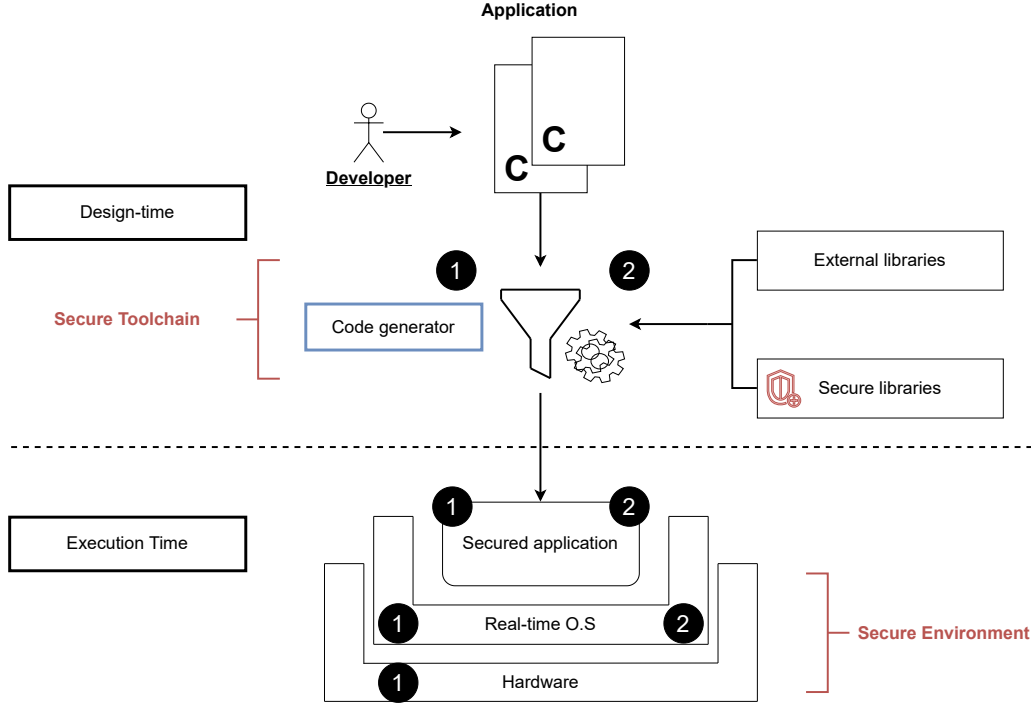 Application
C
C
Developer
Design-time
1
2
External libraries
Secure Toolchain
Code generator
Secure libraries
1
2
Execution Time
Secured application
1
Real-time O.S
2
Secure Environment
1
Hardware